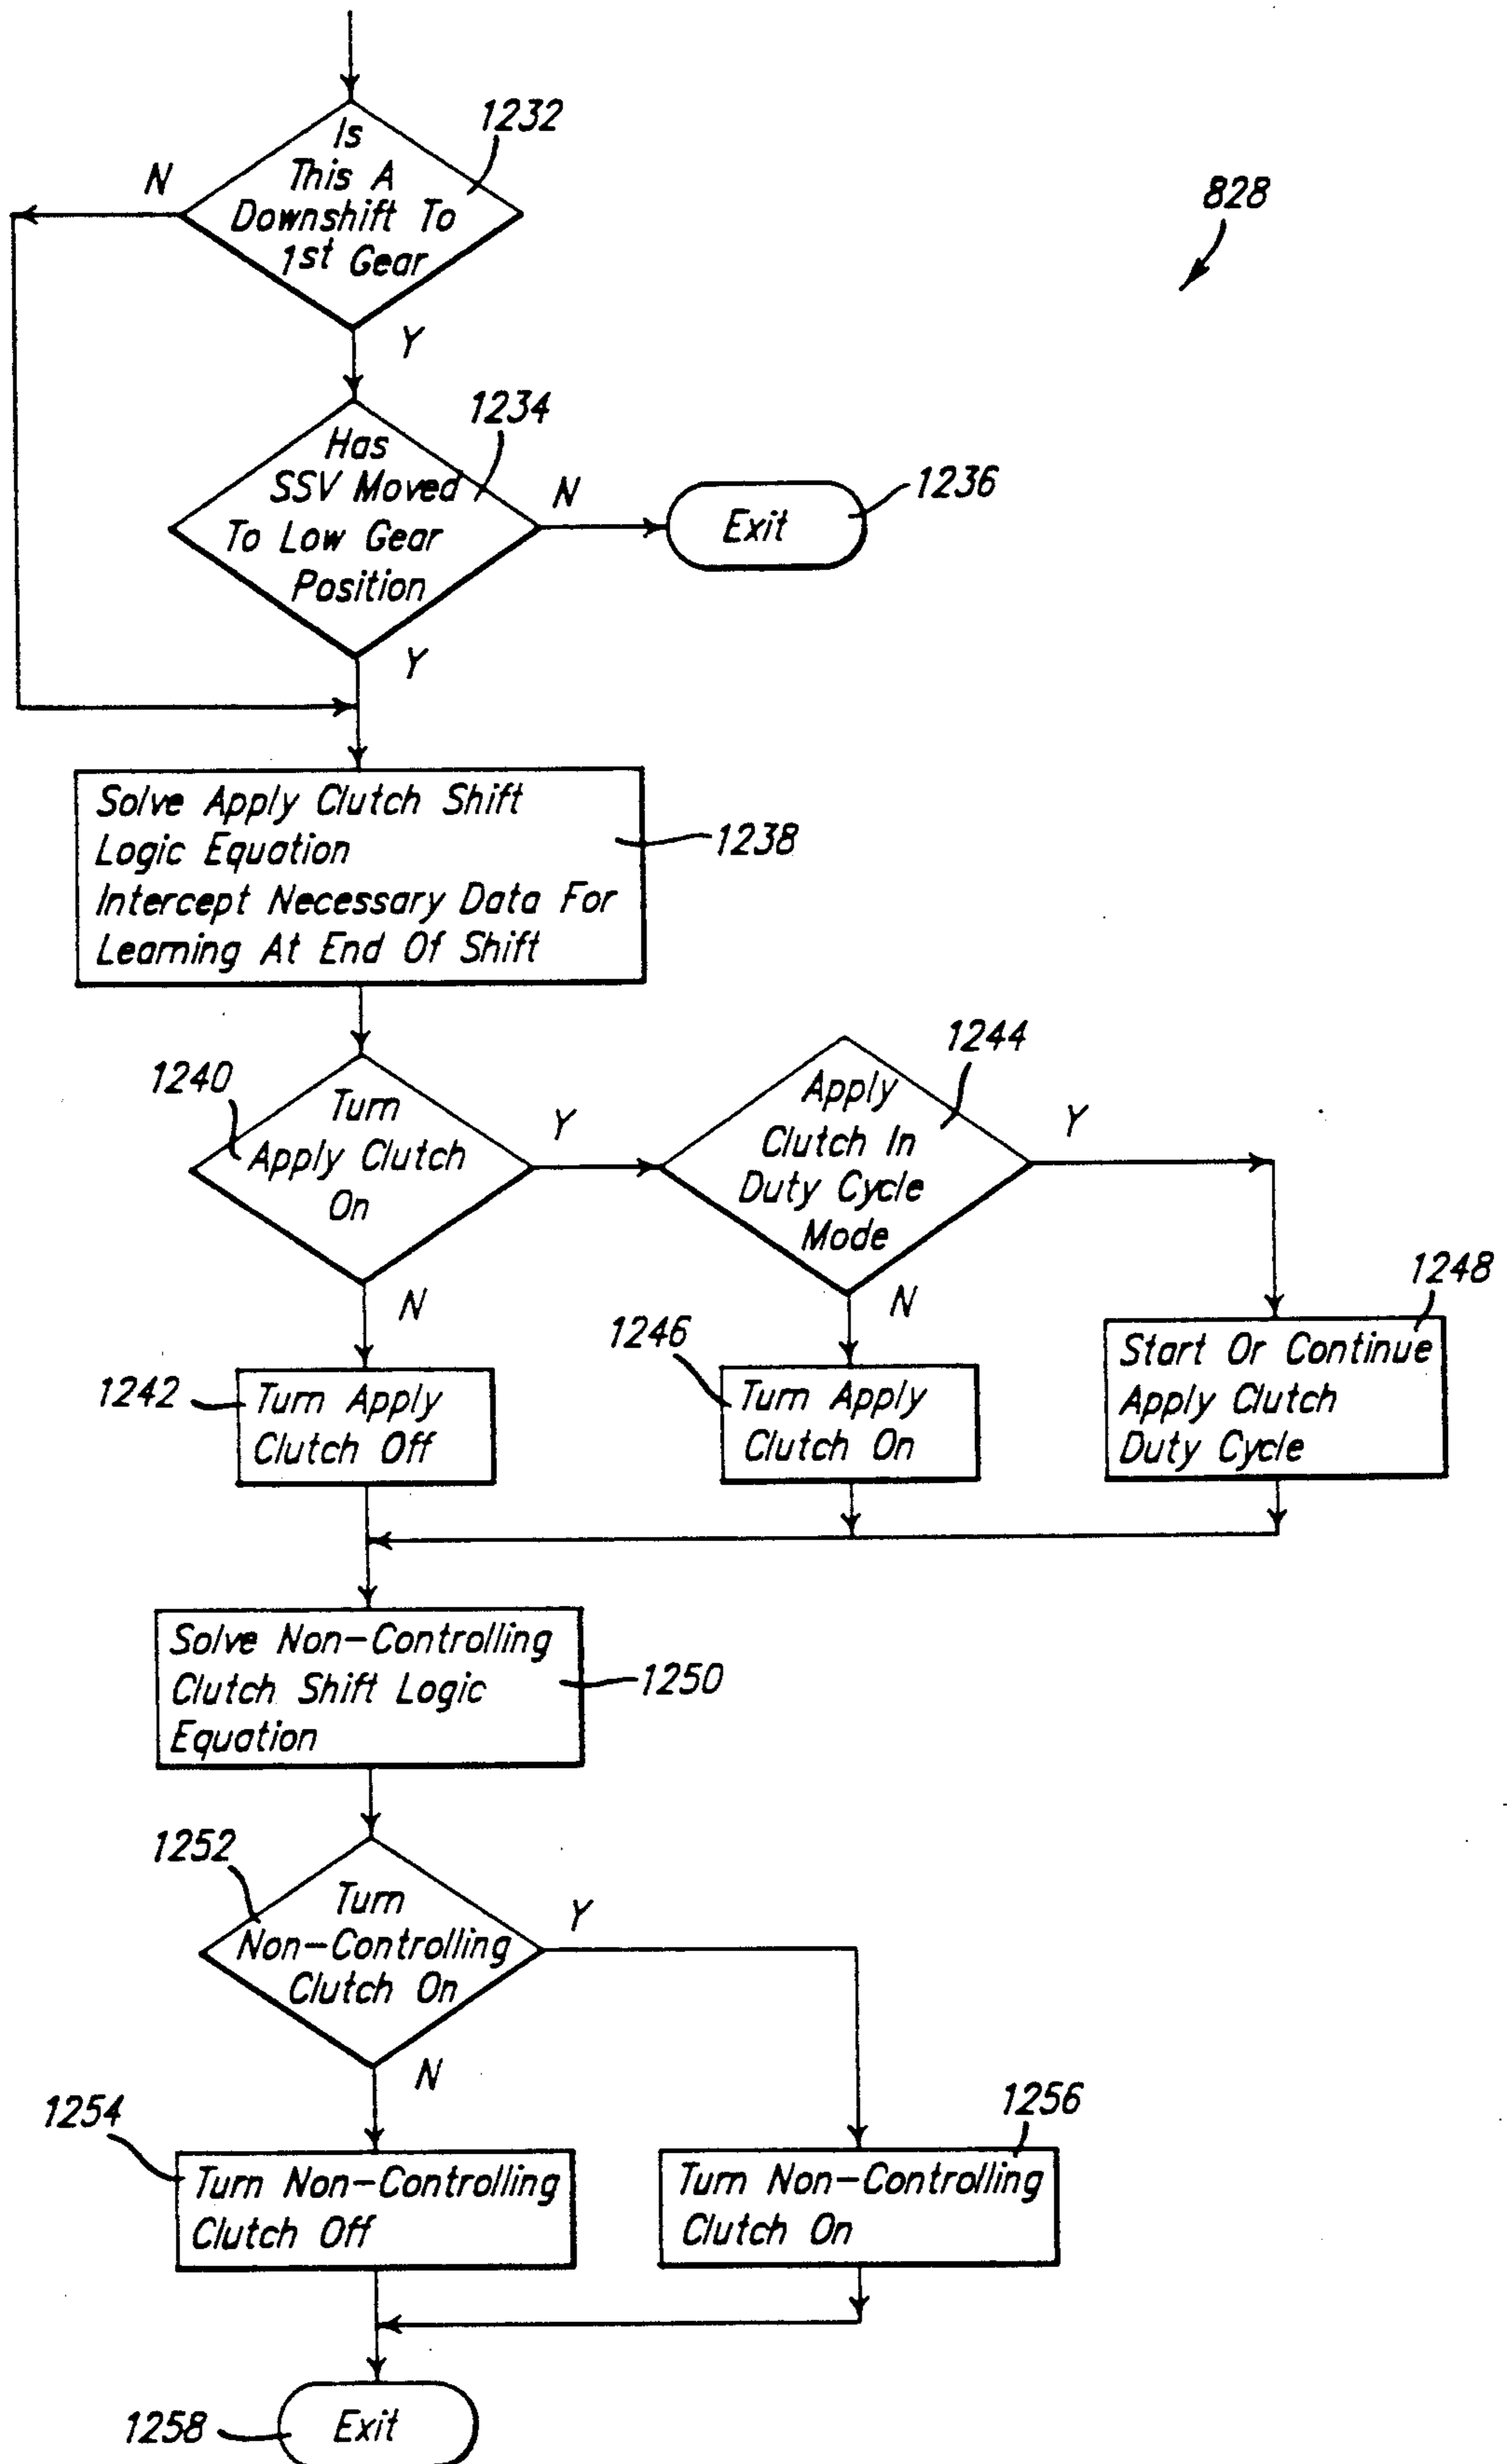 1232
Is
This A
Downshift To
1st Gear
N
Y
828
1234
Has
SSV Moved
To Low Gear
Position
N
Y
1236
Exit
Solve Apply Clutch Shift
Logic Equation
Intercept Necessary Data For
Learning At End Of Shift
1238
1240
Turn
Apply Clutch
On
Y
N
1244
Apply
Clutch In
Duty Cycle
Mode
Y
N
1242
Turn Apply
Clutch Off
1246
Turn Apply
Clutch On
1248
Start Or Continue
Apply Clutch
Duty Cycle
Solve Non-Controlling
Clutch Shift Logic
Equation
1250
1252
Turn
Non-Controlling
Clutch On
Y
N
1254
Turn Non-Controlling
Clutch Off
1256
Turn Non-Controlling
Clutch On
1258
Exit